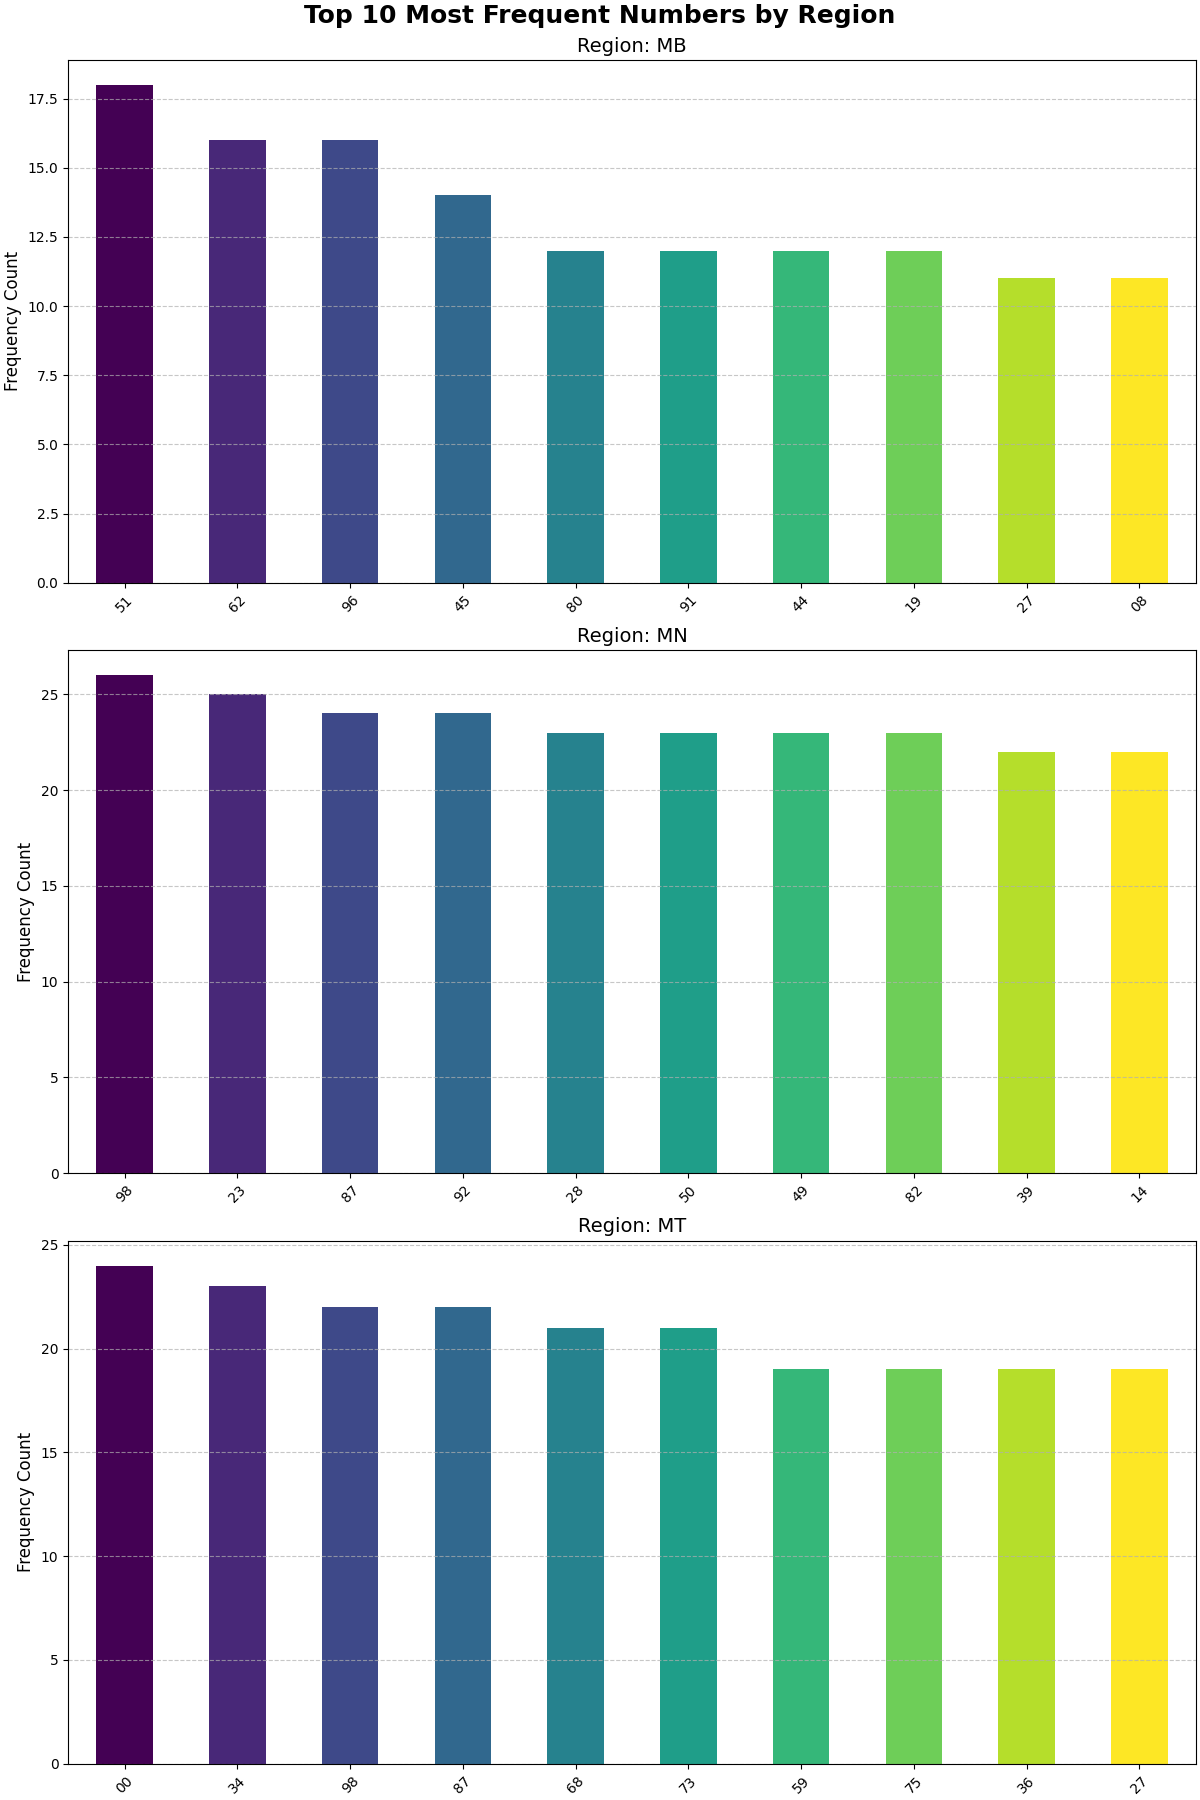 Top 10 Most Frequent Numbers by Region
Region: MB
Frequency Count
17.5
15.0
12.5
10.0
7.5
5.0
2.5
0.0
51 62 96 45 80 91 44 19 27 08
Region: MN
Frequency Count
25
20
15
10
5
0
98 23 87 92 28 50 49 82 39 14
Region: MT
Frequency Count
25
20
15
10
5
0
00 34 98 87 68 73 59 75 36 27